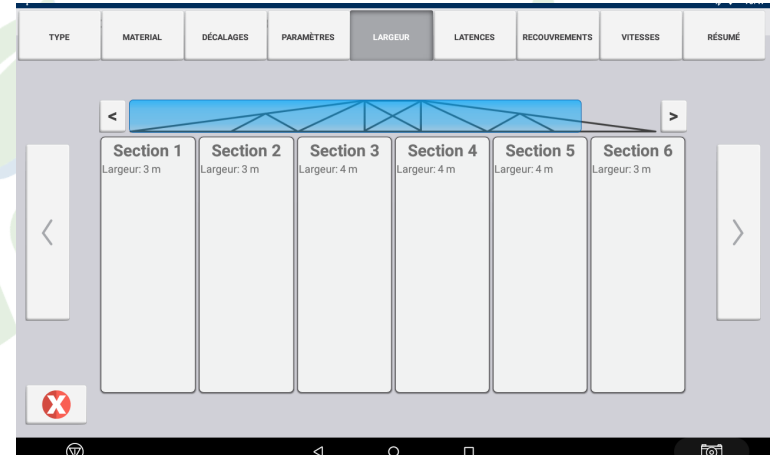 TYPE
MATERIAL
DÉCALAGES
PARAMÈTRES
LARGEUR
LATENCES
RECOUVREMENTS
VITESSES
RÉSUMÉ
<
>
Section 1
Largeur: 3 m
Section 2
Largeur: 3 m
Section 3
Largeur: 4 m
Section 4
Largeur: 4 m
Section 5
Largeur: 4 m
Section 6
Largeur: 3 m